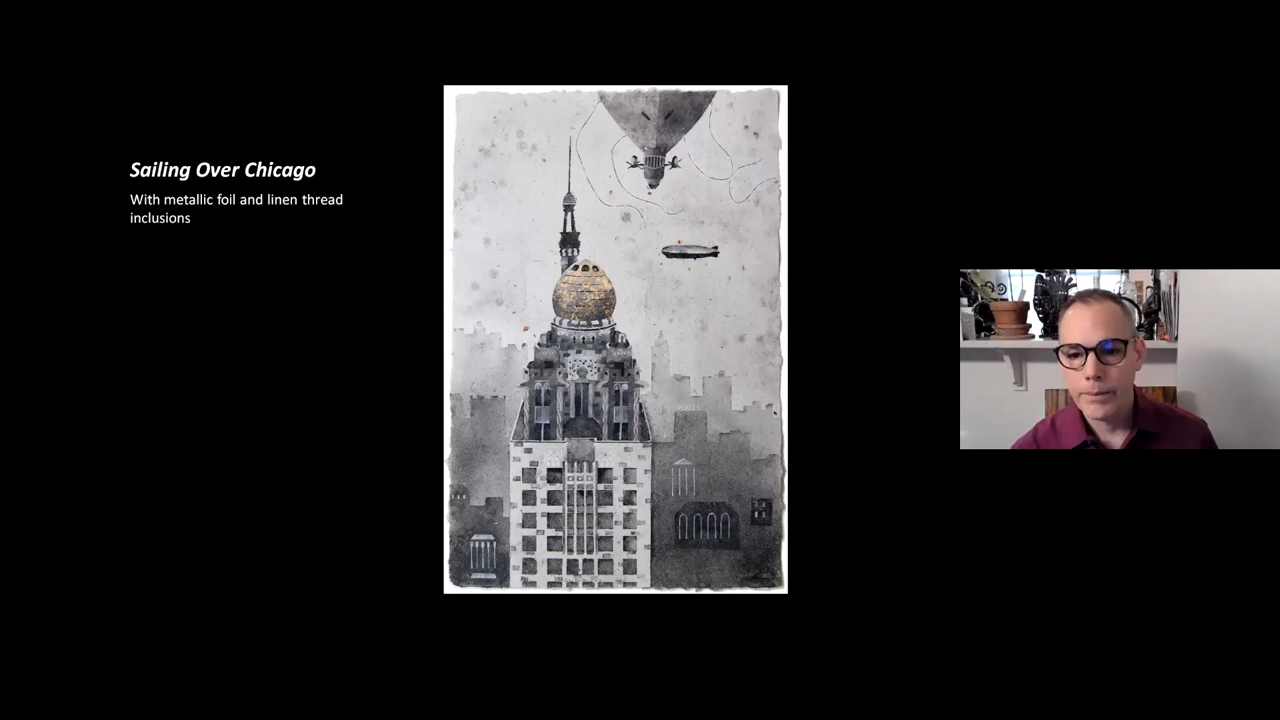 Sailing Over Chicago
With metallic foil and linen thread
inclusions